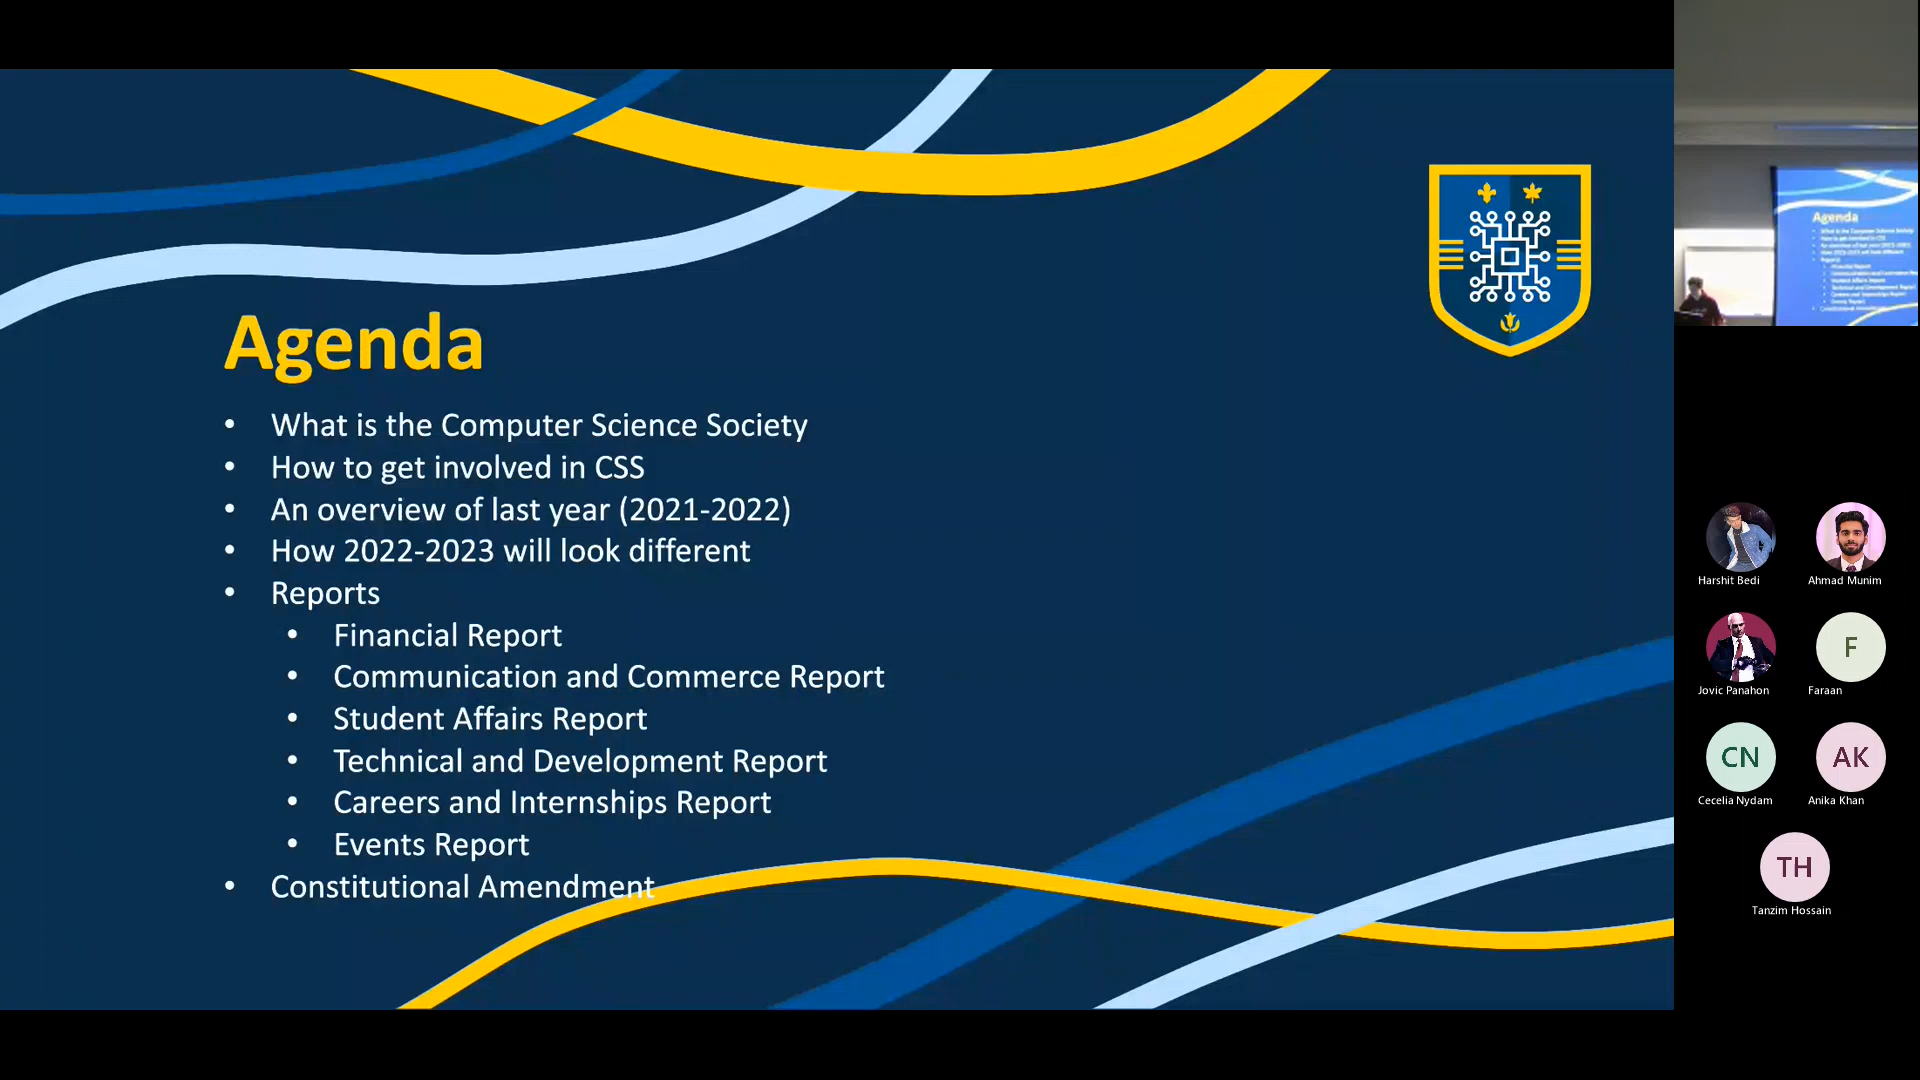 Agenda
• What is the Computer Science Society
• How to get involved in CSS
• An overview of last year (2021-2022)
• How 2022-2023 will look different
• Reports
• Financial Report
• Communication and Commerce Report
• Student Affairs Report
• Technical and Development Report
• Careers and Internships Report
• Events Report
• Constitutional Amendment
Agenda
Harshit Bedi
Ahmad Munim
Jovic Panahon
F
Faraan
CN
Cecelia Nydam
AK
Anika Khan
TH
Tanzim Hossain